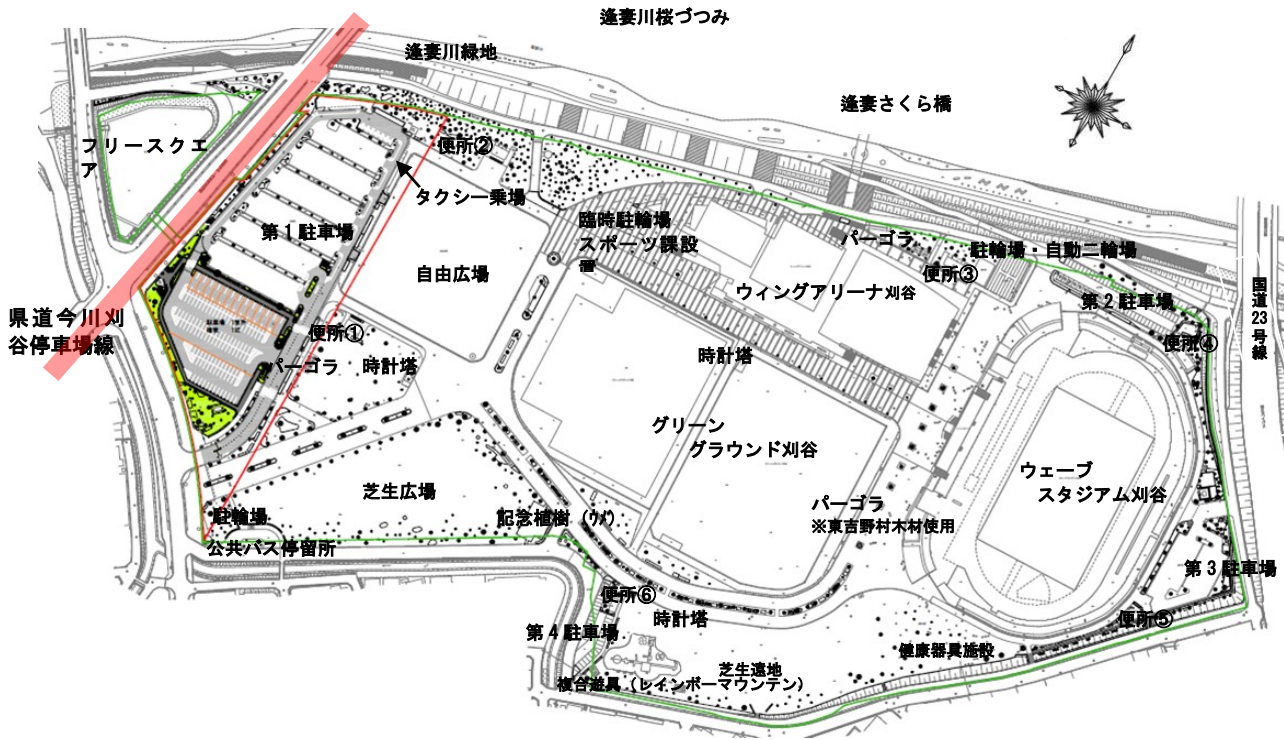 逢妻川桜づつみ
逢妻川緑地
逢妻さくら橋
フリースクエ
ア
便所②
タクシー乗場
第1駐車場
臨時駐輪場
スポーツ課設
置
パーゴラ
駐輪場・自動二輪場
便所③
自由広場
ウィングアリーナ刈谷
第2駐車場
国道23号線
県道今川刈
谷停車場線
便所①
便所④
パーゴラ
時計塔
時計塔
グリーン
グラウンド刈谷
ウェーブ
スタジアム刈谷
芝生広場
パーゴラ
※東吉野村木材使用
駐輪場
記念植樹(ウメ)
公共バス停留所
第3駐車場
便所⑥
時計塔
便所⑤
第4駐車場
健康器具施設
芝生遠地
複合遊具(レインボーマウンテン)